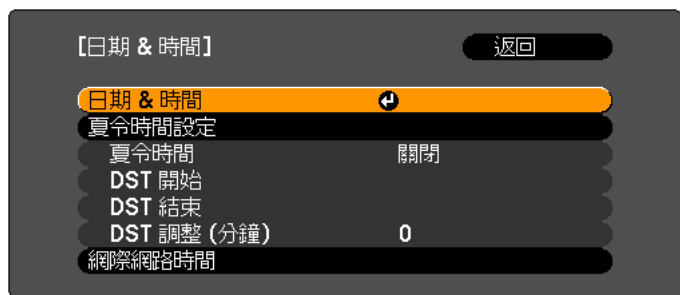 [日期 & 時間] 返回
日期 & 時間
夏令時間設定
夏令時間 關閉
DST 開始
DST 結束
DST 調整 (分鐘) 0
網際網路時間